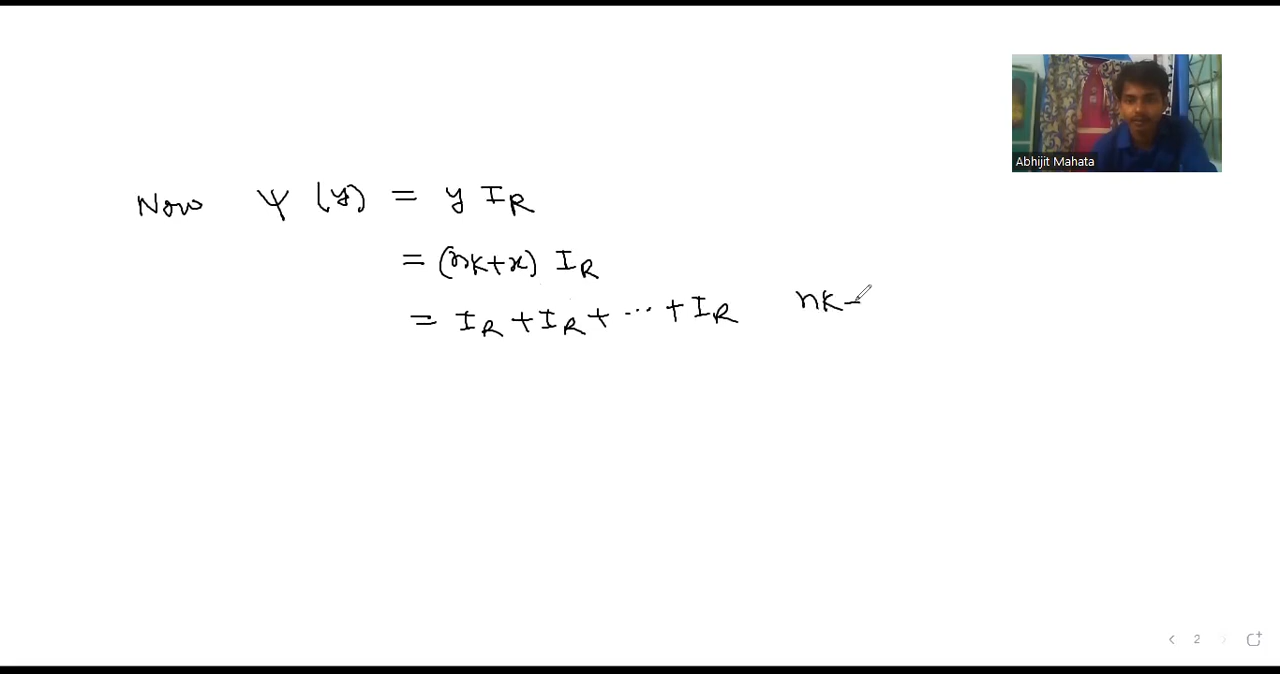 Abhijit Mahata
Now ψ(y) = y I_R
= (nk+x) I_R
= I_R + I_R + ··· + I_R nk-
2